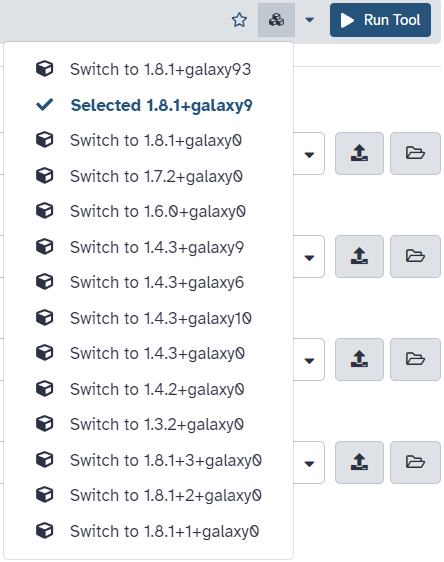 Run Tool
Switch to 1.8.1+galaxy93
Selected 1.8.1+galaxy9
Switch to 1.8.1+galaxy0
Switch to 1.7.2+galaxy0
Switch to 1.6.0+galaxy0
Switch to 1.4.3+galaxy9
Switch to 1.4.3+galaxy6
Switch to 1.4.3+galaxy10
Switch to 1.4.3+galaxy0
Switch to 1.4.2+galaxy0
Switch to 1.3.2+galaxy0
Switch to 1.8.1+3+galaxy0
Switch to 1.8.1+2+galaxy0
Switch to 1.8.1+1+galaxy0